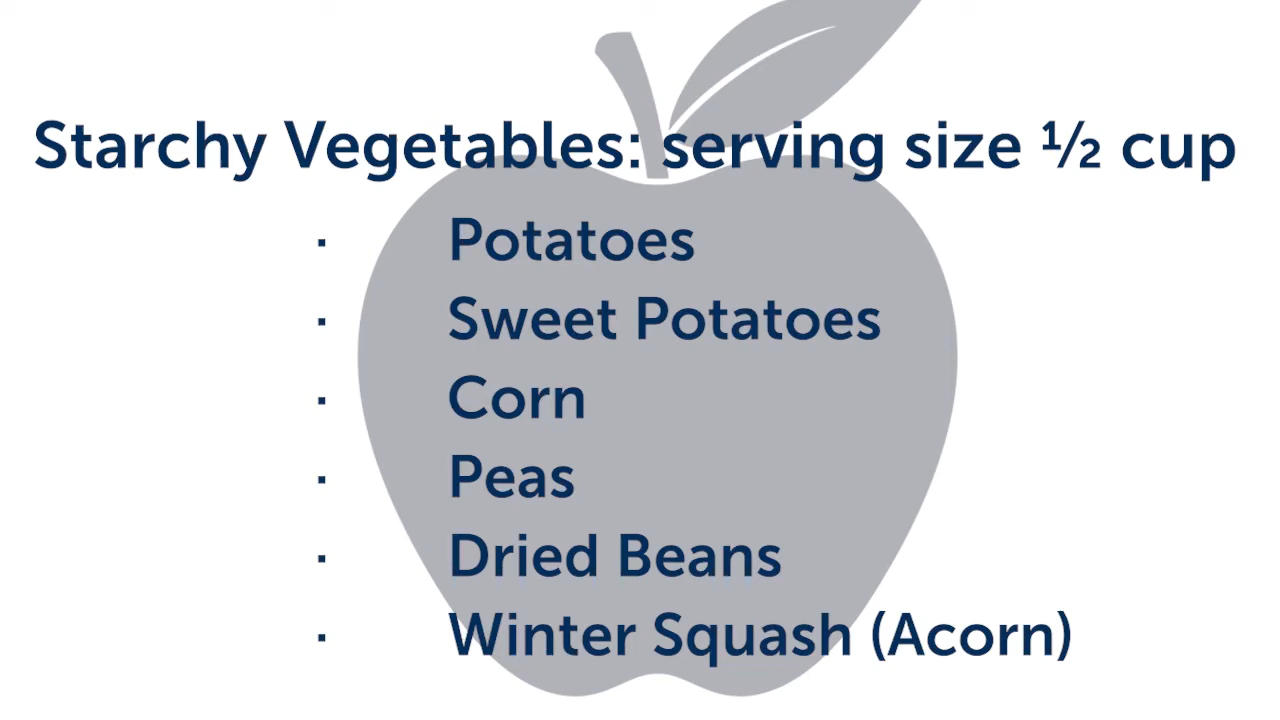 Starchy Vegetables: serving size ½ cup
· Potatoes
· Sweet Potatoes
· Corn
· Peas
· Dried Beans
· Winter Squash (Acorn)